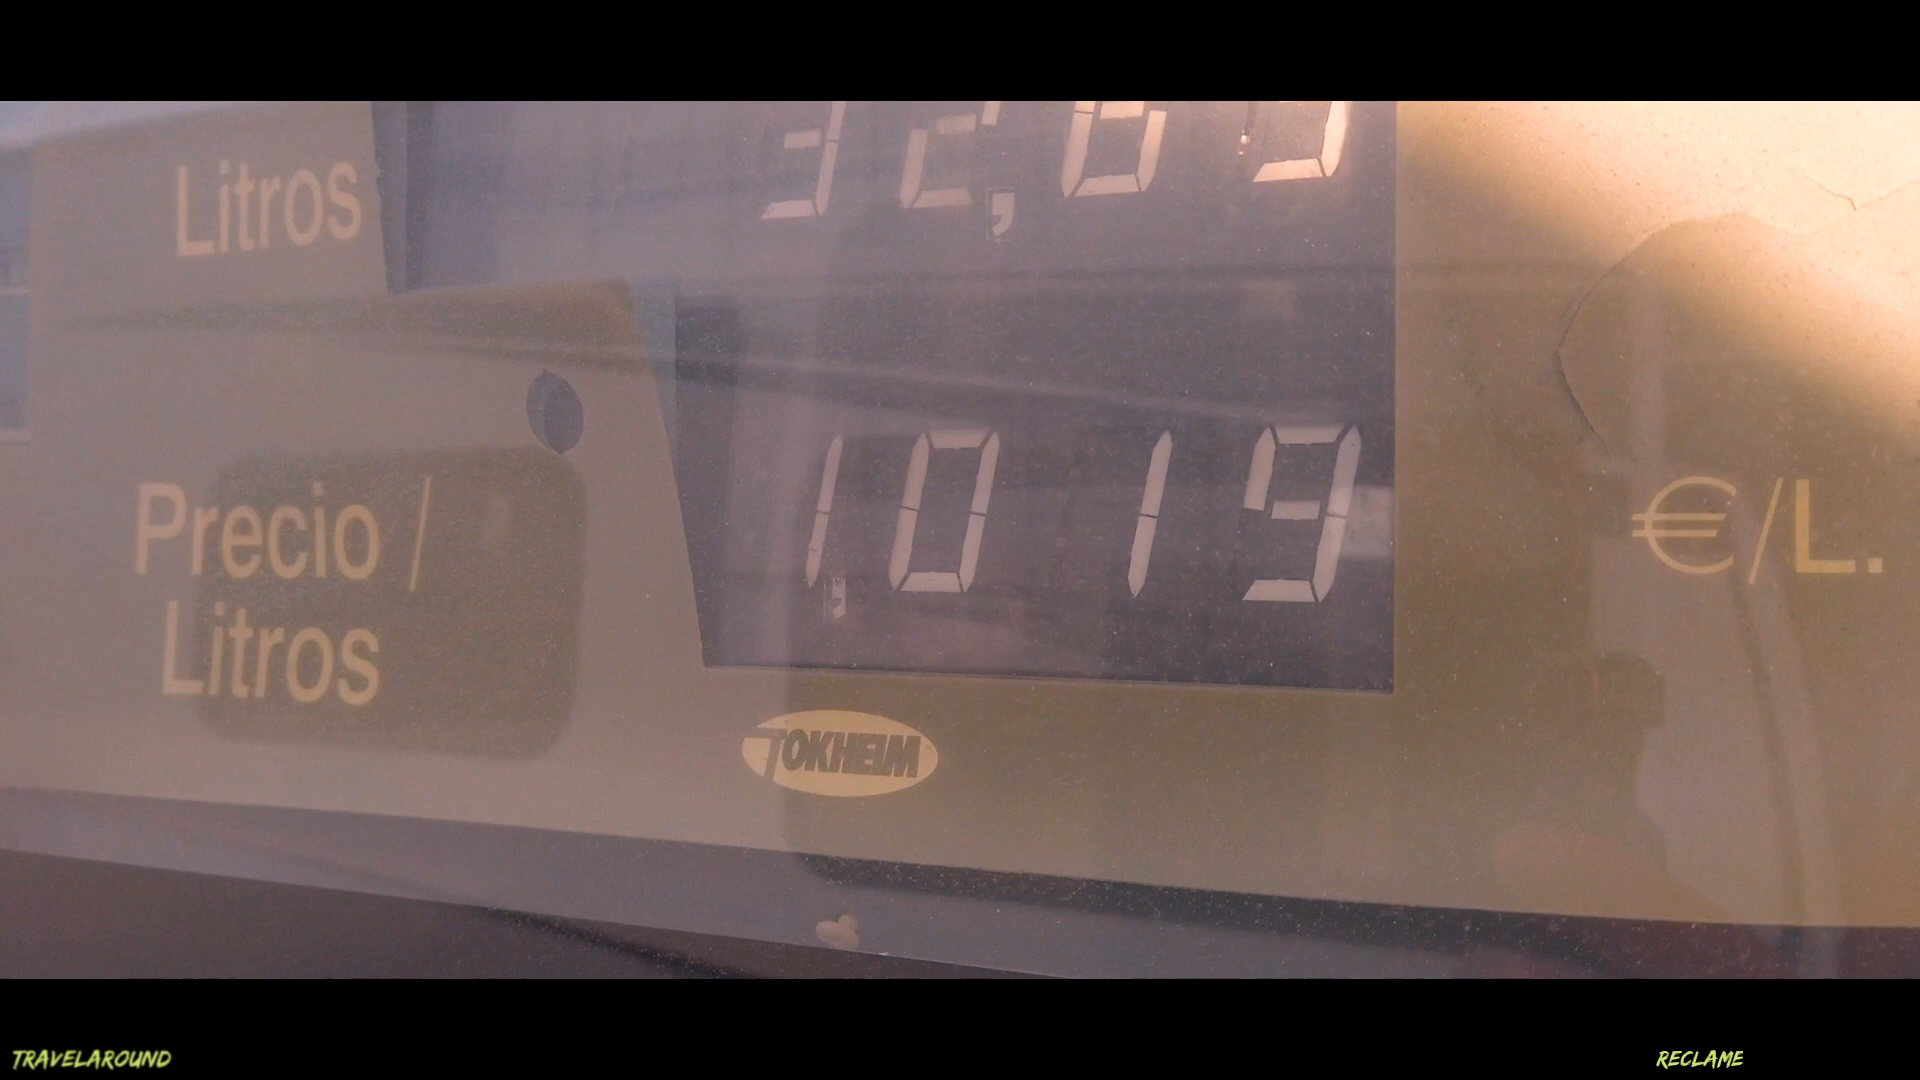 Litros
1,019
Precio /
Litros
€/L.
TOKHEIM
TRAVELAROUND
RECLAME